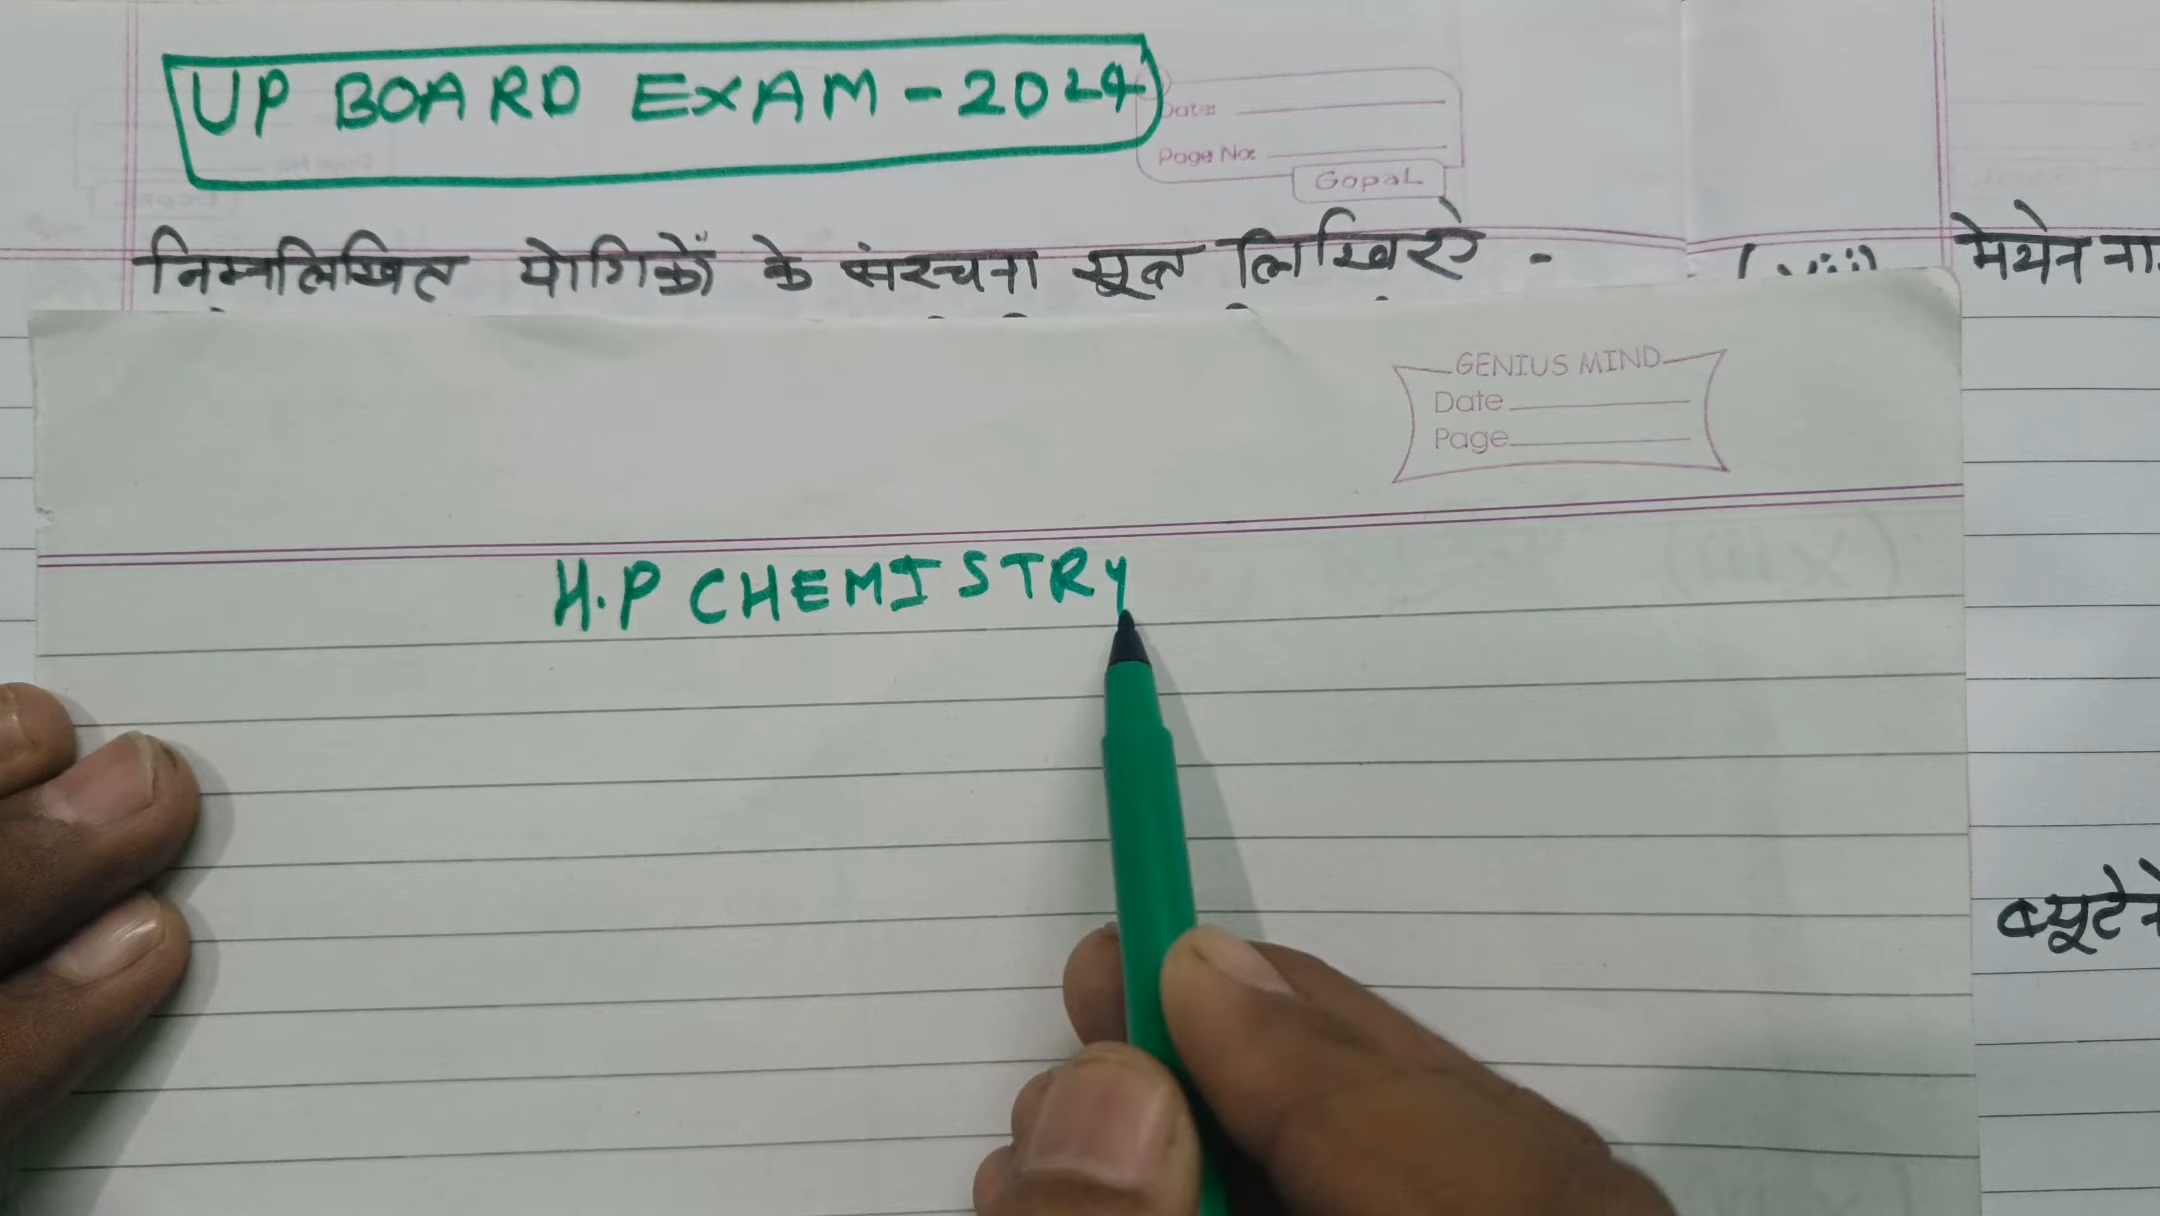 UP BOARD EXAM - 2024
Date:
Page No:
GopaL
निम्नलिखित योगिकों के संरचना सूत्र लिखिए -
मेथेन
GENIUS MIND
Date
Page
H.P CHEMISTRY